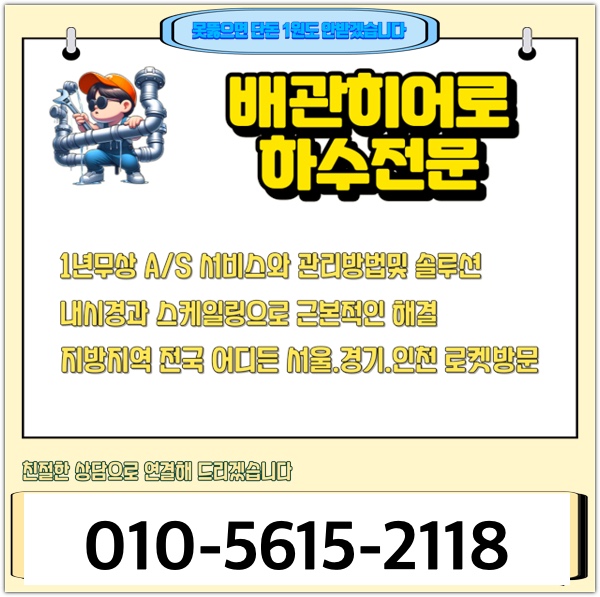 못뚫으면 단돈 1원도 안받겠습니다
배관히어로
하수전문
1년무상 A/S 서비스와 관리방법및 솔루션
내시경과 스케일링으로 근본적인 해결
지방지역 전국 어디든 서울.경기.인천 로켓방문
친절한 상담으로 연결해 드리겠습니다
010-5615-2118